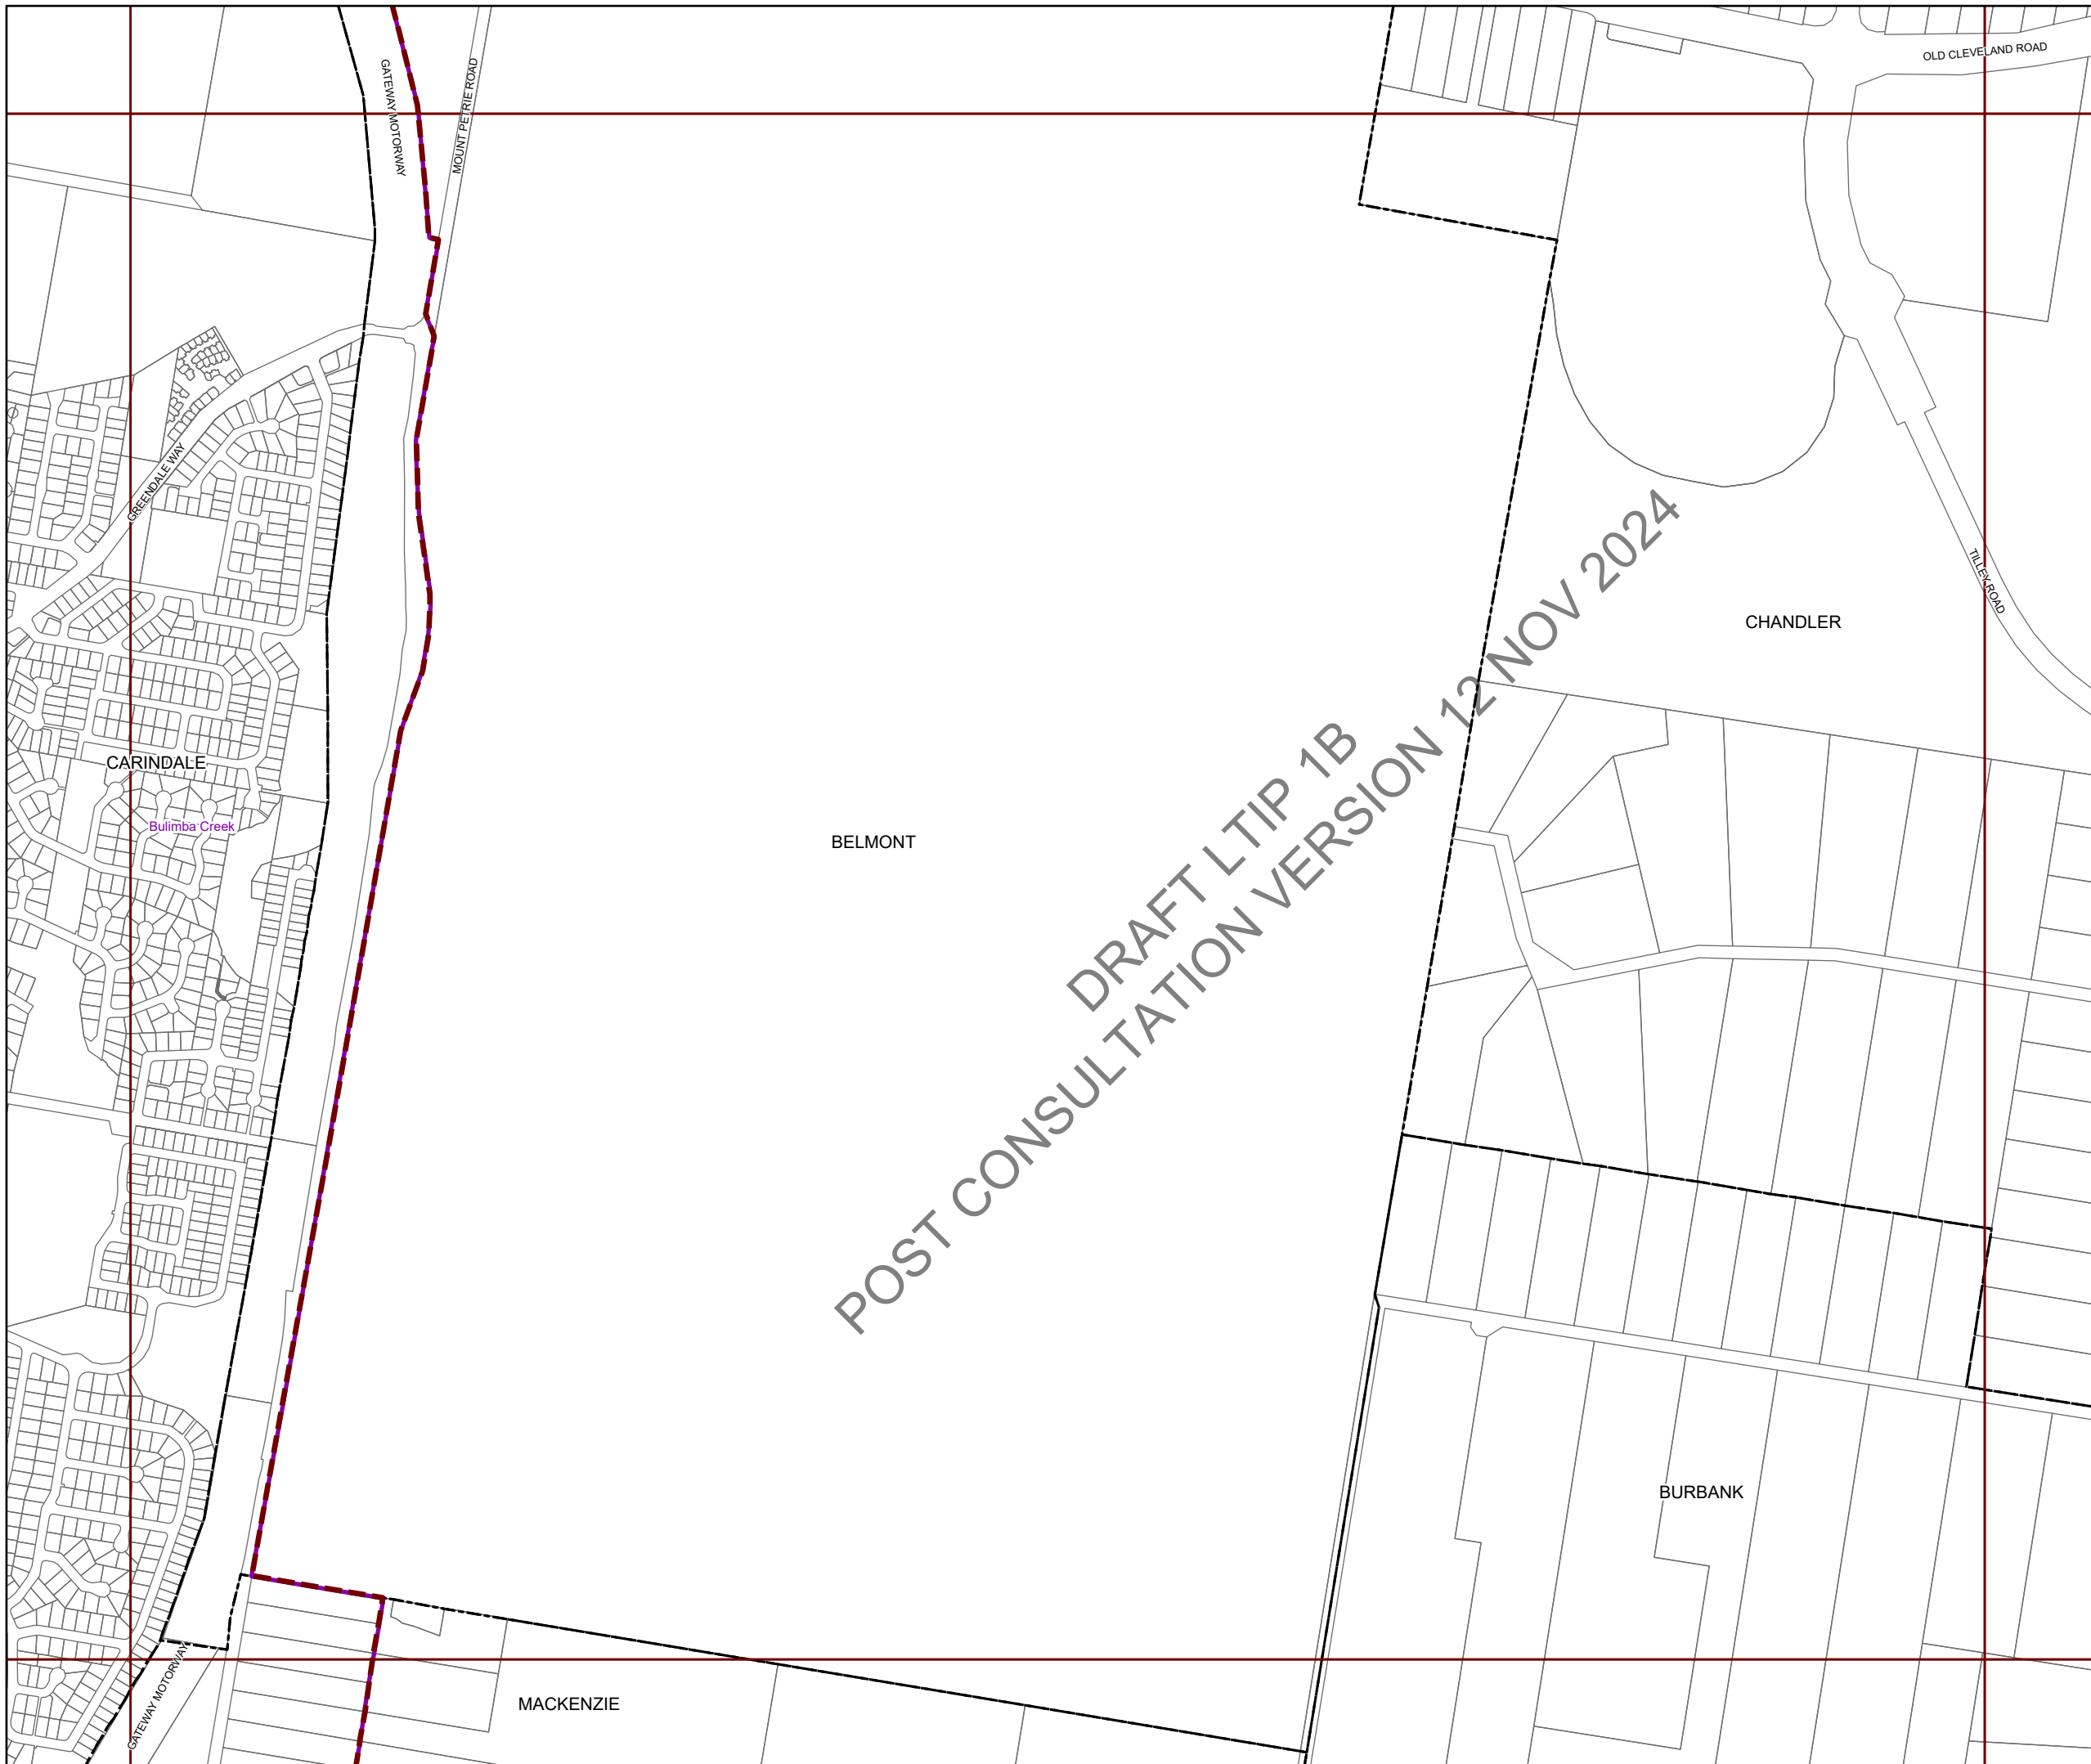 OLD CLEVELAND ROAD
GATEWAY MOTORWAY
MOUNT PETRIE ROAD
GREENDALE WAY
TILLEY ROAD
CHANDLER
CARINDALE
Bulimba Creek
BELMONT
DRAFT LTIP 1B
POST CONSULTATION VERSION 12 NOV 2024
BURBANK
GATEWAY MOTORWAY
MACKENZIE